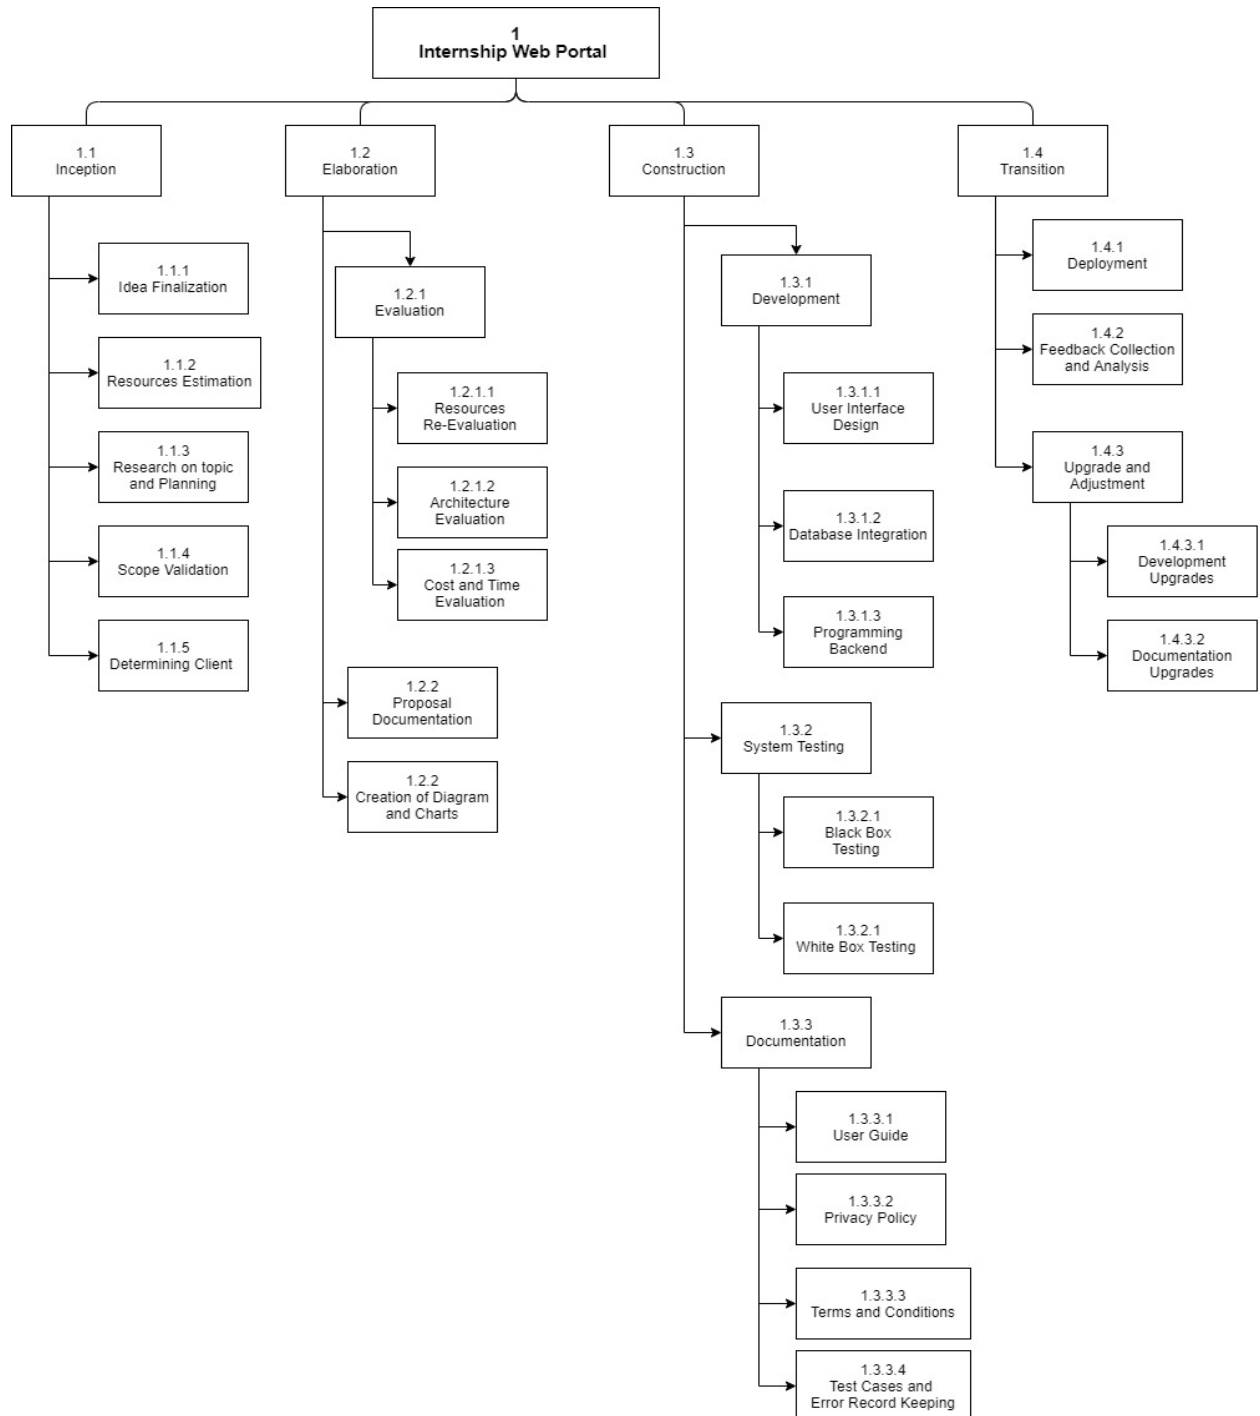 1
Internship Web Portal
1.1
Inception
1.1.1
Idea Finalization
1.1.2
Resources Estimation
1.1.3
Research on topic
and Planning
1.1.4
Scope Validation
1.1.5
Determining Client
1.2
Elaboration
1.2.1
Evaluation
1.2.1.1
Resources
Re-Evaluation
1.2.1.2
Architecture
Evaluation
1.2.1.3
Cost and Time
Evaluation
1.2.2
Proposal
Documentation
1.2.2
Creation of Diagram
and Charts
1.3
Construction
1.3.1
Development
1.3.1.1
User Interface
Design
1.3.1.2
Database Integration
1.3.1.3
Programming
Backend
1.3.2
System Testing
1.3.2.1
Black Box
Testing
1.3.2.1
White Box Testing
1.3.3
Documentation
1.3.3.1
User Guide
1.3.3.2
Privacy Policy
1.3.3.3
Terms and Conditions
1.3.3.4
Test Cases and
Error Record Keeping
1.4
Transition
1.4.1
Deployment
1.4.2
Feedback Collection
and Analysis
1.4.3
Upgrade and
Adjustment
1.4.3.1
Development
Upgrades
1.4.3.2
Documentation
Upgrades